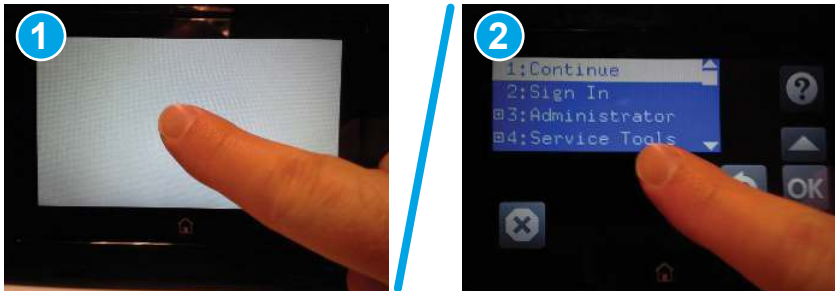 1
2
1:Continue
2:Sign In
+3:Administrator
+4:Service Tools
?
OK